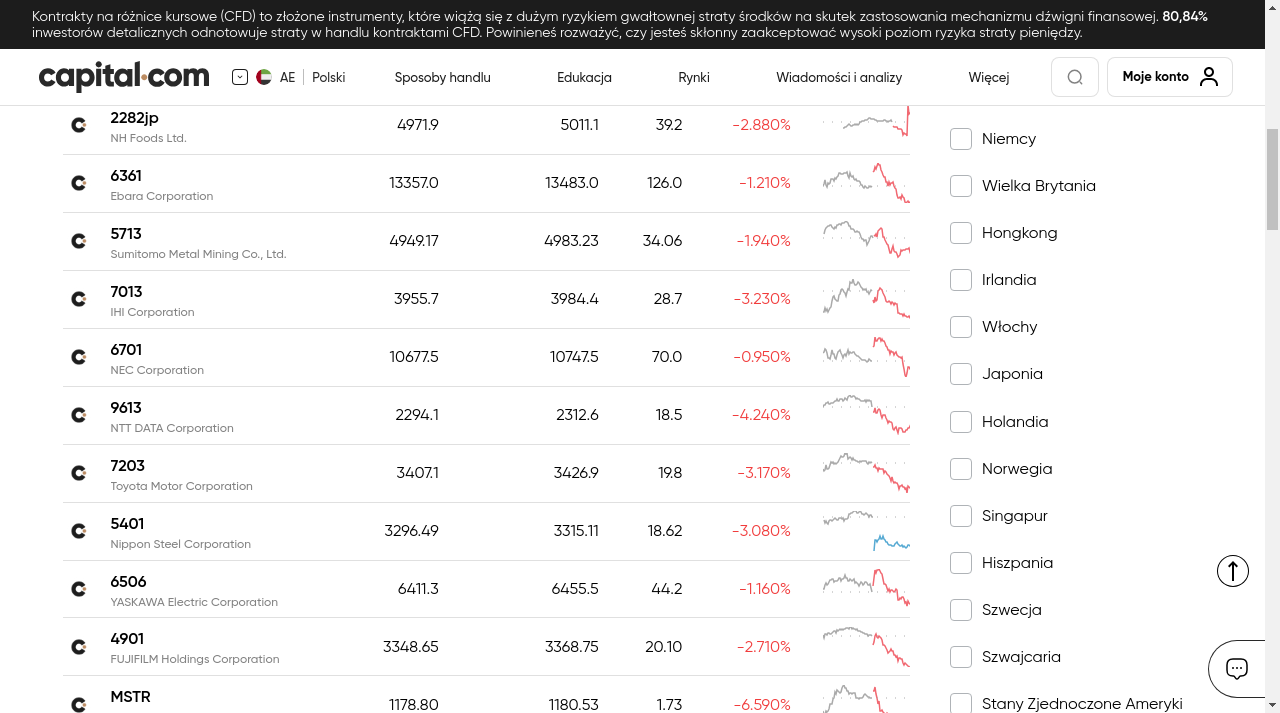 Kontrakty na różnice kursowe (CFD) to złożone instrumenty, które wiążą się z dużym ryzykiem gwałtownej straty środków na skutek zastosowania mechanizmu dźwigni finansowej. 80,84%
inwestorów detalicznych odnotowuje straty w handlu kontraktami CFD. Powinieneś rozważyć, czy jesteś skłonny zaakceptować wysoki poziom ryzyka straty pieniędzy.
capital.com AE Polski Sposoby handlu Edukacja Rynki Wiadomości i analizy Więcej Moje konto
2282jp 4971.9 5011.1 39.2 -2.880%
NH Foods Ltd.
6361 13357.0 13483.0 126.0 -1.210%
Ebara Corporation
5713 4949.17 4983.23 34.06 -1.940%
Sumitomo Metal Mining Co., Ltd.
7013 3955.7 3984.4 28.7 -3.230%
IHI Corporation
6701 10677.5 10747.5 70.0 -0.950%
NEC Corporation
9613 2294.1 2312.6 18.5 -4.240%
NTT DATA Corporation
7203 3407.1 3426.9 19.8 -3.170%
Toyota Motor Corporation
5401 3296.49 3315.11 18.62 -3.080%
Nippon Steel Corporation
6506 6411.3 6455.5 44.2 -1.160%
YASKAWA Electric Corporation
4901 3348.65 3368.75 20.10 -2.710%
FUJIFILM Holdings Corporation
MSTR 1178.80 1180.53 1.73 -6.590%
Niemcy
Wielka Brytania
Hongkong
Irlandia
Włochy
Japonia
Holandia
Norwegia
Singapur
Hiszpania
Szwecja
Szwajcaria
Stany Zjednoczone Ameryki